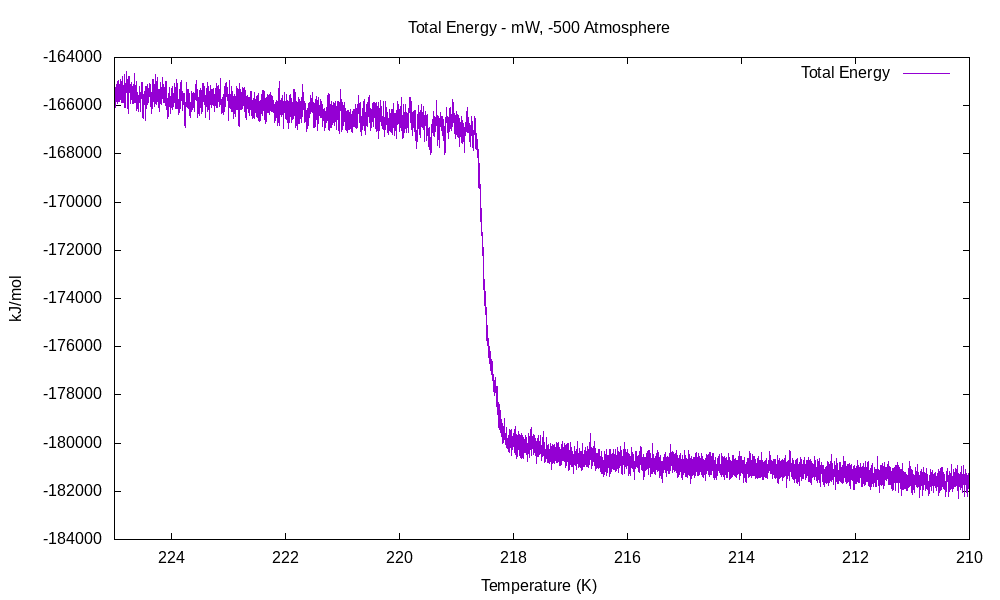 Total Energy - mW, -500 Atmosphere
Total Energy
-164000
-166000
-168000
-170000
-172000
-174000
-176000
-178000
-180000
-182000
-184000
kJ/mol
224 222 220 218 216 214 212 210
Temperature (K)